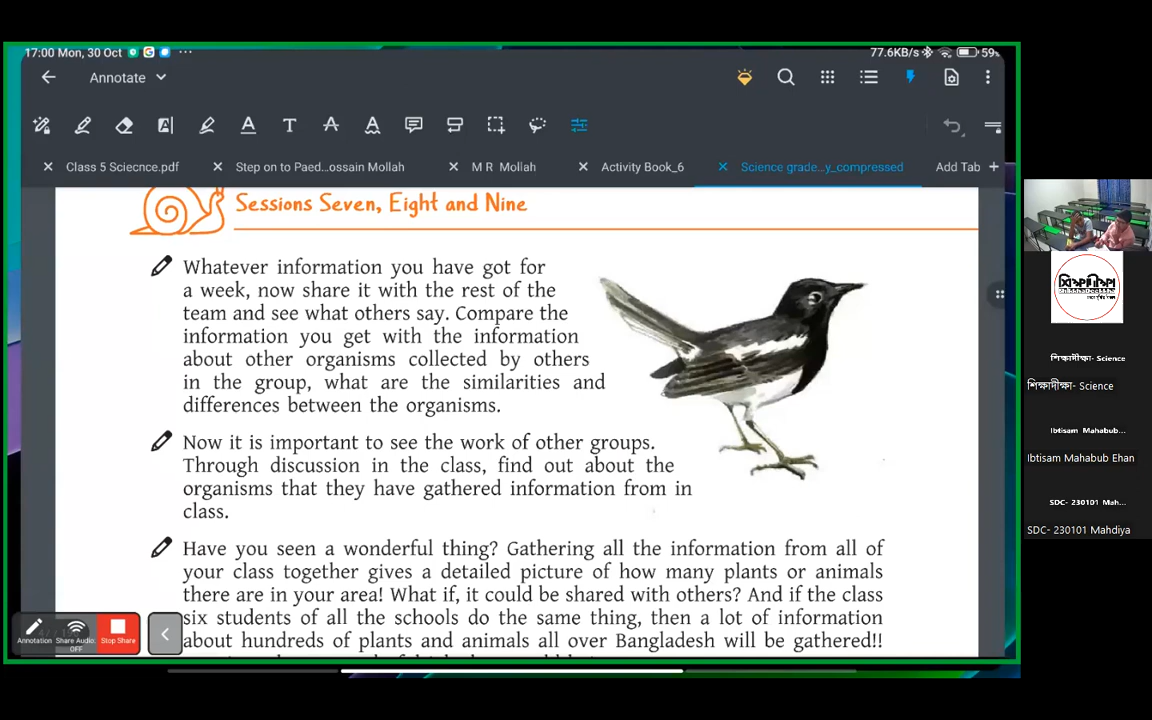 17:00 Mon, 30 Oct
77.6KB/s
59%
Annotate
Class 5 Sciecnce.pdf
Step on to Paed...ossain Mollah
M R Mollah
Activity Book_6
Science grade...y_compressed
Add Tab
Sessions Seven, Eight and Nine
Whatever information you have got for
a week, now share it with the rest of the
team and see what others say. Compare the
information you get with the information
about other organisms collected by others
in the group, what are the similarities and
differences between the organisms.
Now it is important to see the work of other groups.
Through discussion in the class, find out about the
organisms that they have gathered information from in
class.
Have you seen a wonderful thing? Gathering all the information from all of
your class together gives a detailed picture of how many plants or animals
there are in your area! What if, it could be shared with others? And if the class
six students of all the schools do the same thing, then a lot of information
about hundreds of plants and animals all over Bangladesh will be gathered!!
Annotation
Share Audio: OFF
Stop Share
শিক্ষাদীক্ষা
শিক্ষাদীক্ষা- Science
শিক্ষাদীক্ষা- Science
Ibtisam Mahabub...
Ibtisam Mahabub Ehan
SDC- 230101 Mah...
SDC- 230101 Mahdiya